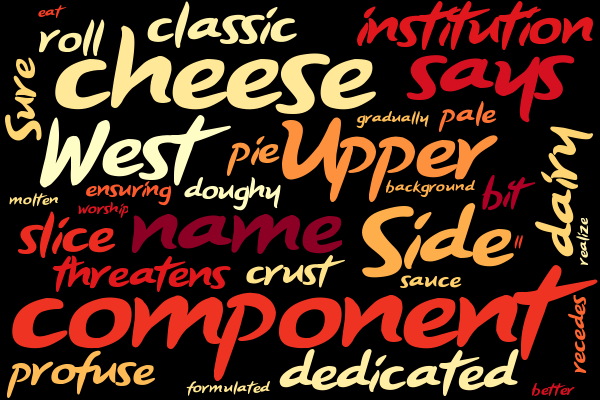 eat
roll
classic
institution
Sure
cheese
says
gradually
pale
West
pie
Upper
dairy
molten
ensuring
doughy
background
bit
worship
slice
name
Side
"
realize
threatens
crust
sauce
component
recedes
profuse
formulated
dedicated
better